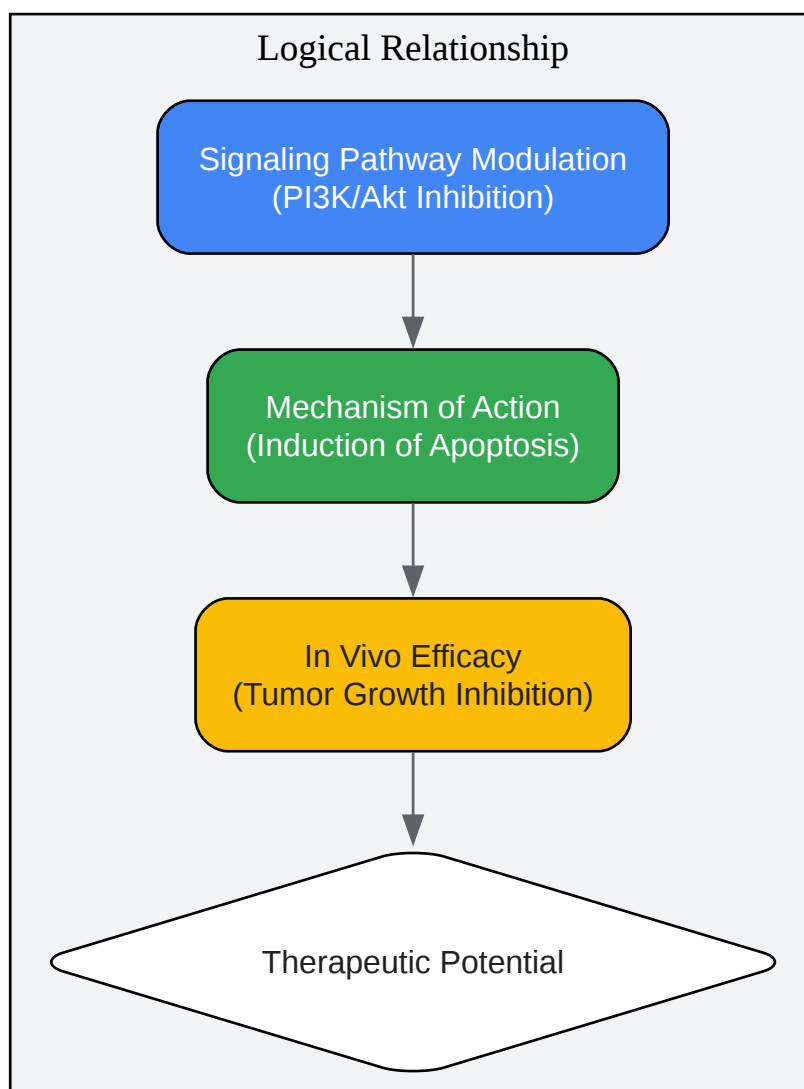 Logical Relationship
Signaling Pathway Modulation
(PI3K/Akt Inhibition)
Mechanism of Action
(Induction of Apoptosis)
In Vivo Efficacy
(Tumor Growth Inhibition)
Therapeutic Potential